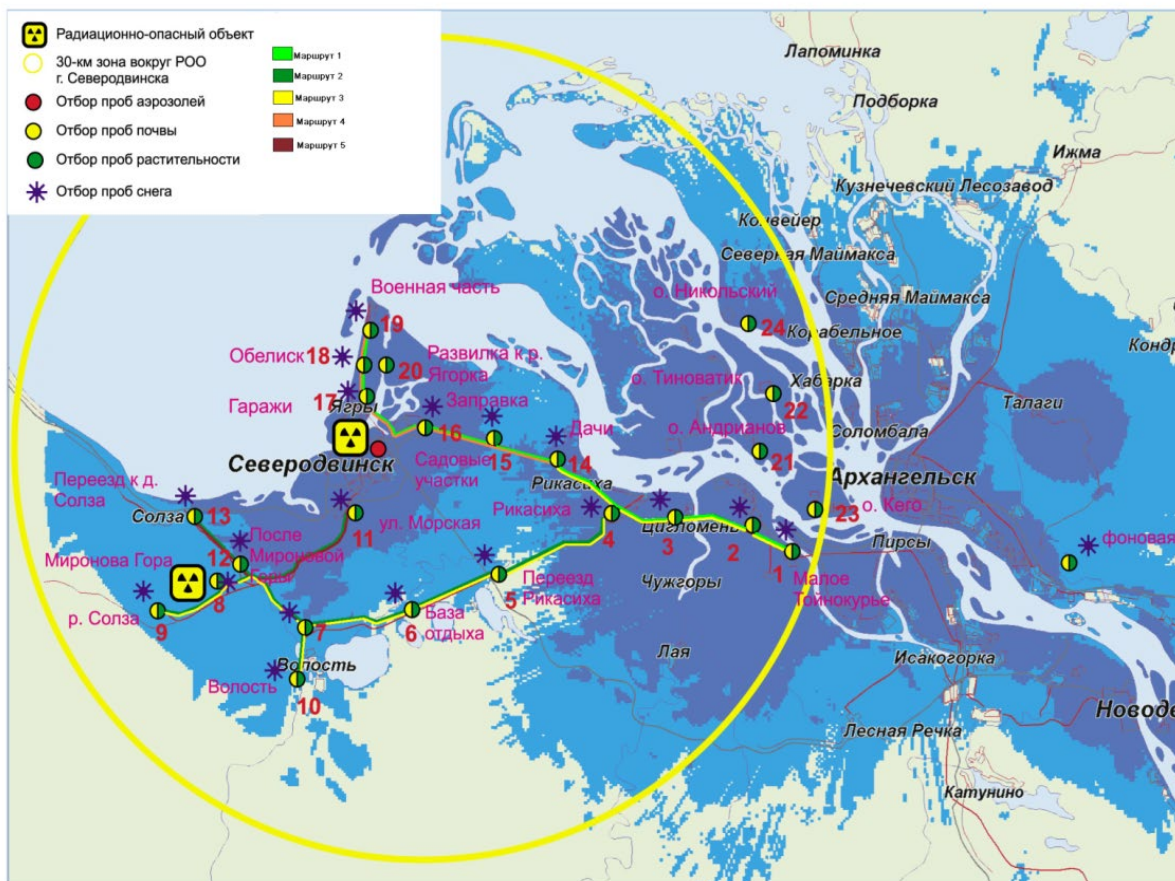 Радиационно-опасный объект
30-км зона вокруг РОО
г. Северодвинска
Отбор проб аэрозолей
Отбор проб почвы
Отбор проб растительности
Отбор проб снега
Маршрут 1
Маршрут 2
Маршрут 3
Маршрут 4
Маршрут 5
Лапоминка
Подборка
Ижма
Кузнечевский Лесозавод
Конвейер
Северная Маймакса
Военная часть
о. Никольский
Средняя Маймакса
19
24
Корабельное
Обелиск 18
20
Развилка к р.
Ягорка
о. Тиноватик
Хабарка
Талаги
17
Ягры
Заправка
22
Гаражи
16
15
Дачи
о. Андрианов
Соломбала
14
21
Северодвинск
Садовые
участки
Рикасиха
Архангельск
Переезд к д.
Солза
Солза
13
11
ул. Морская
Рикасиха
4
3
2
23
о. Кего
Пирсы
12
После
Мироновой
Горы
1
фоновая
Миронова Гора
8
5
Переезд
Рикасиха
Чужгоры
Малое
Тойнокурье
р. Солза
9
7
6
База
отдыха
Волость
Волость
10
Лая
Исакогорка
Лесная Речка
Катунино